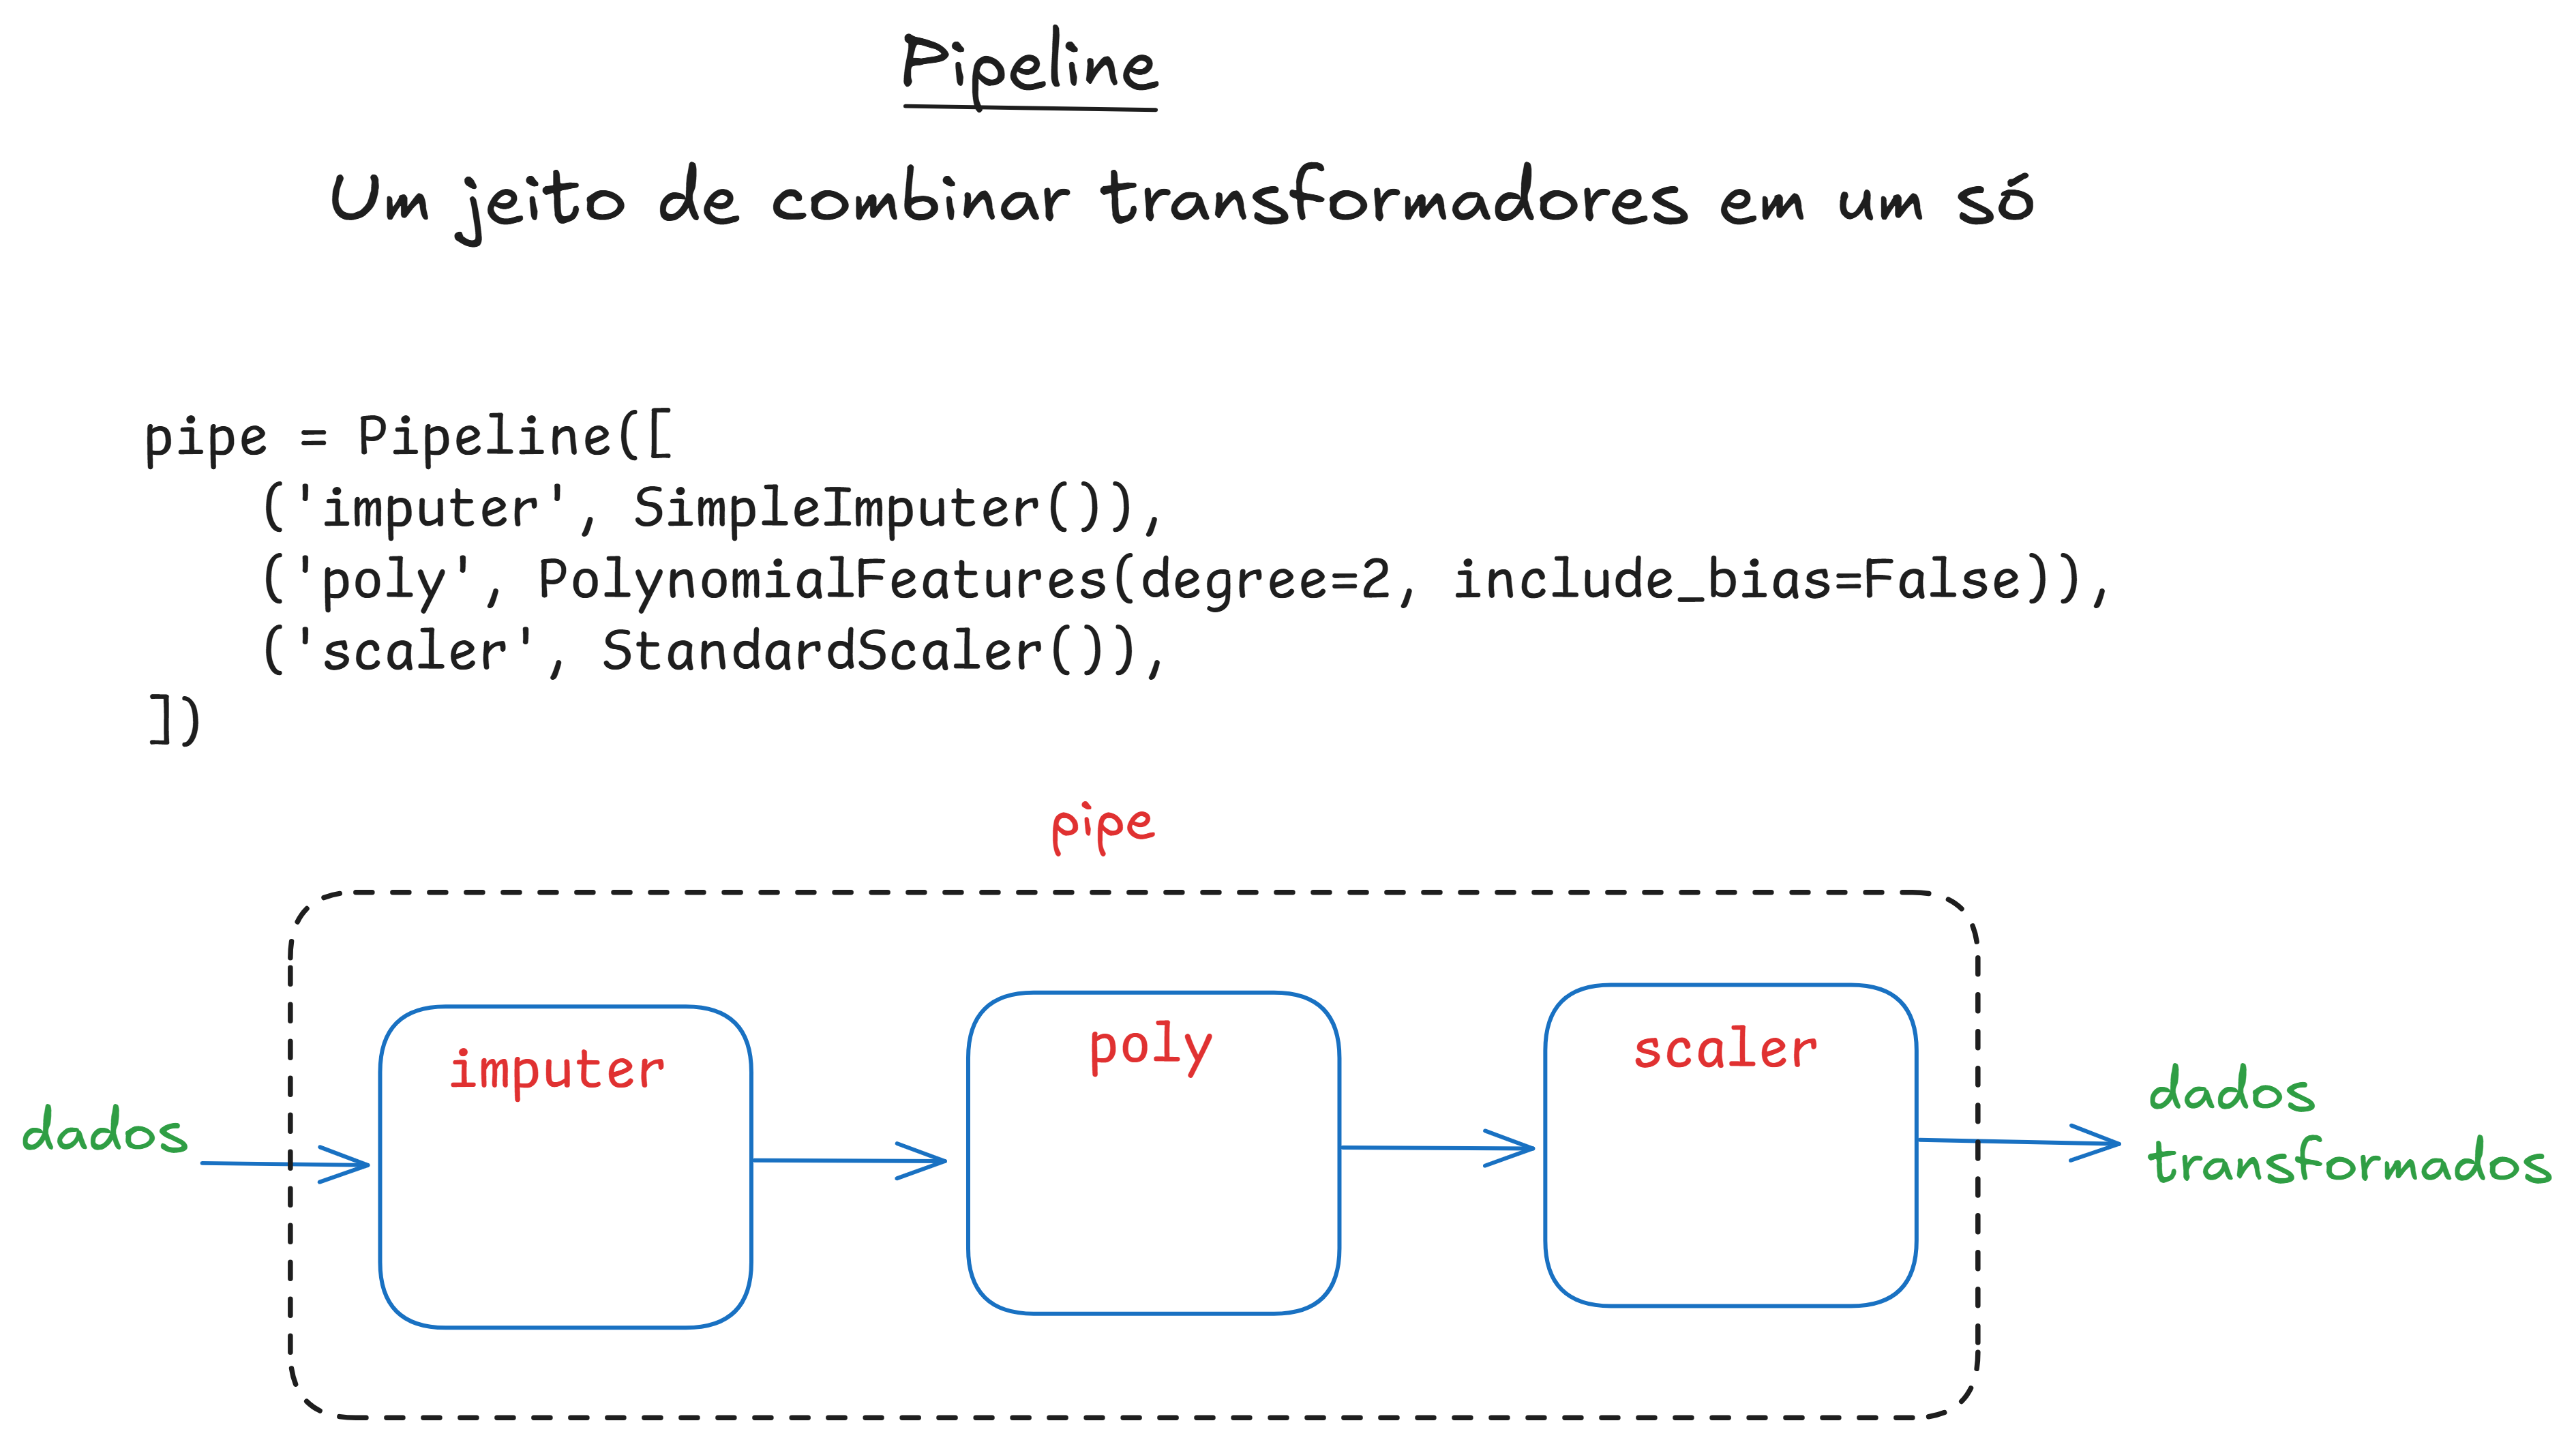 Pipeline
Um jeito de combinar transformadores em um só
pipe = Pipeline([
    ('imputer', SimpleImputer()),
    ('poly', PolynomialFeatures(degree=2, include_bias=False)),
    ('scaler', StandardScaler()),
])
pipe
imputer
poly
scaler
dados
dados
transformados